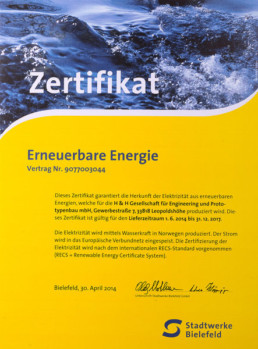 Zertifikat
Erneuerbare Energie
Vertrag Nr. 9077003044
Dieses Zertifikat garantiert die Herkunft der Elektrizität aus erneuerbaren
Energien, welche für die H & H Gesellschaft für Engineering und Proto-
typenbau mbH, Gewerbestraße 7, 33818 Leopoldshöhe produziert wird. Die-
ses Zertifikat ist gültig für den Lieferzeitraum 1. 6. 2014 bis 31. 12. 2017.
Die Elektrizität wird mittels Wasserkraft in Norwegen produziert. Der Strom
wird in das Europäische Verbundnetz eingespeist. Die Zertifizierung der
Elektrizität wird nach dem internationalen RECS-Standard vorgenommen
(RECS = Renewable Energy Certificate System).
Bielefeld, 30. April 2014
Stadtwerke
Bielefeld